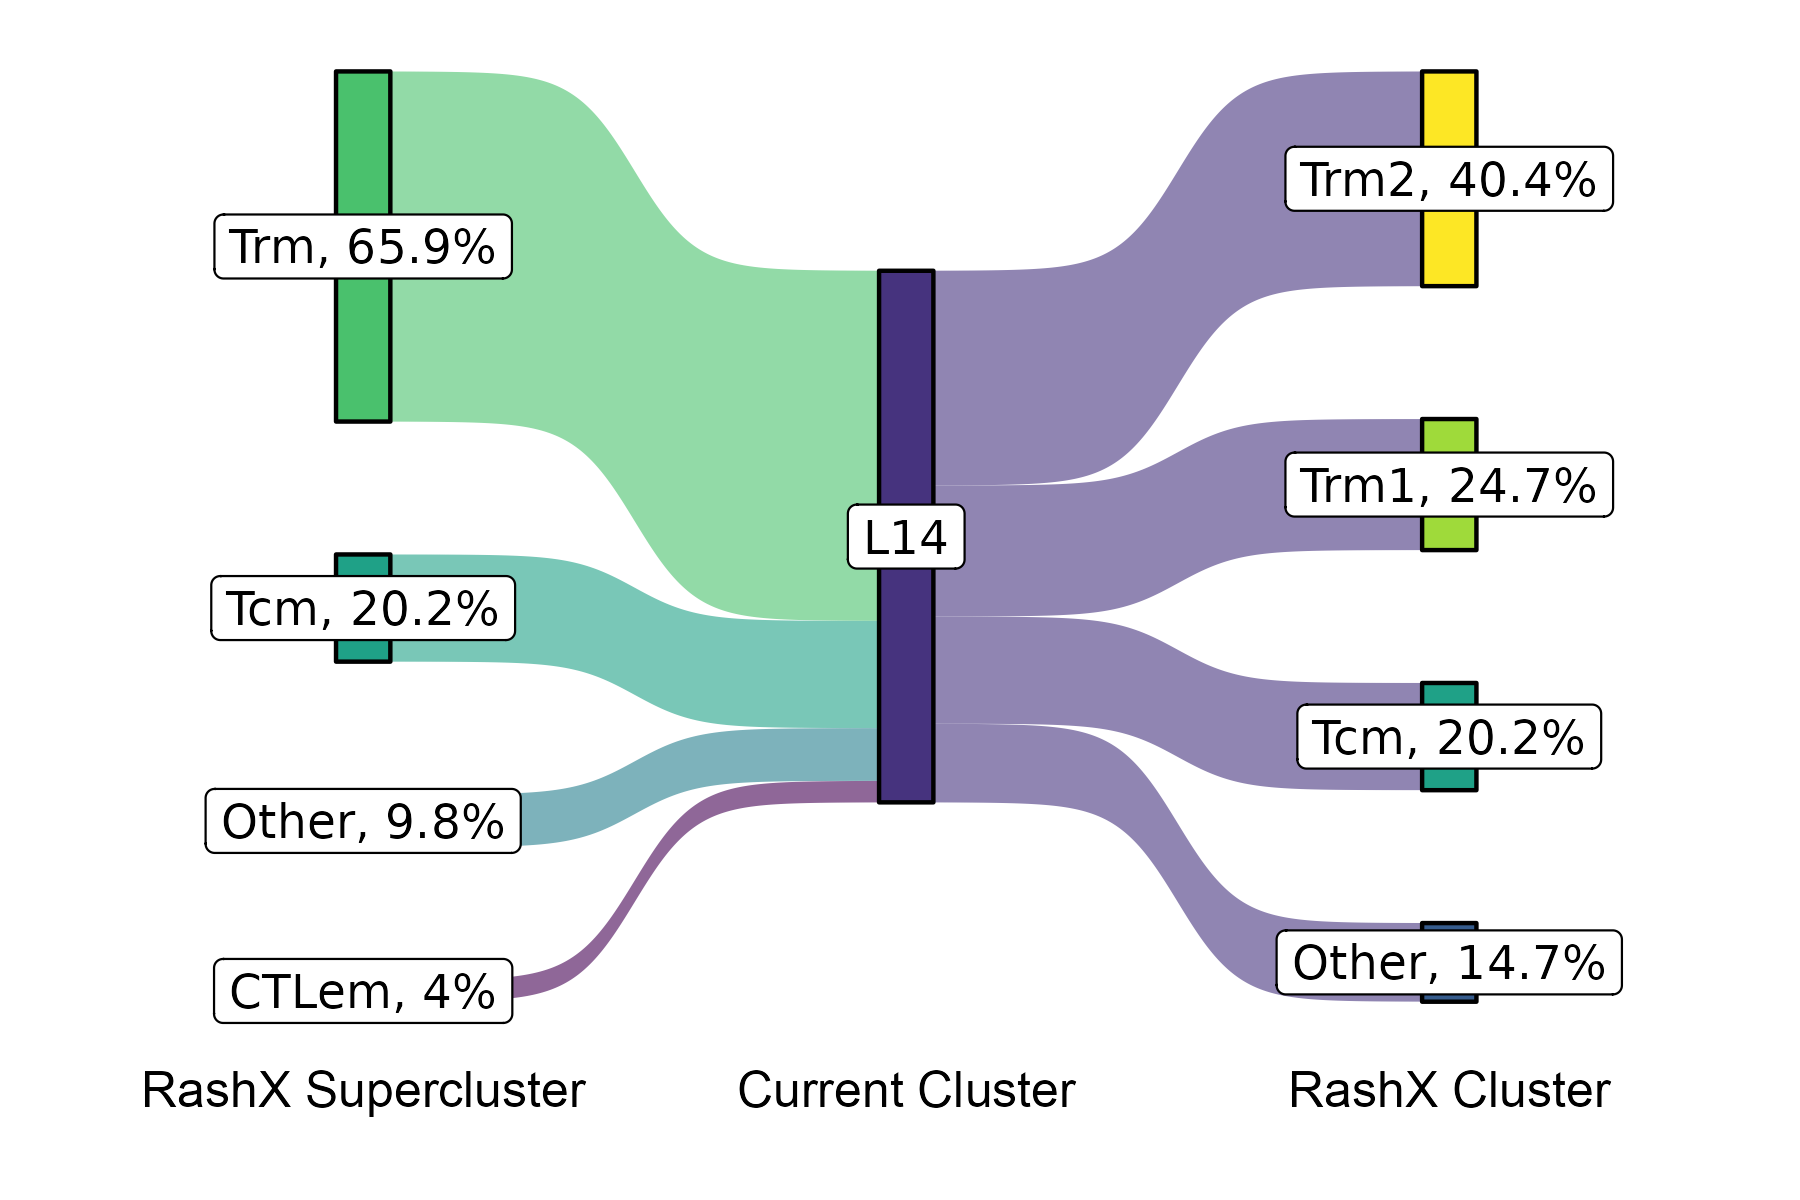 Trm, 65.9%
Tcm, 20.2%
Other, 9.8%
CTLem, 4%
L14
Trm2, 40.4%
Trm1, 24.7%
Tcm, 20.2%
Other, 14.7%
RashX Supercluster
Current Cluster
RashX Cluster